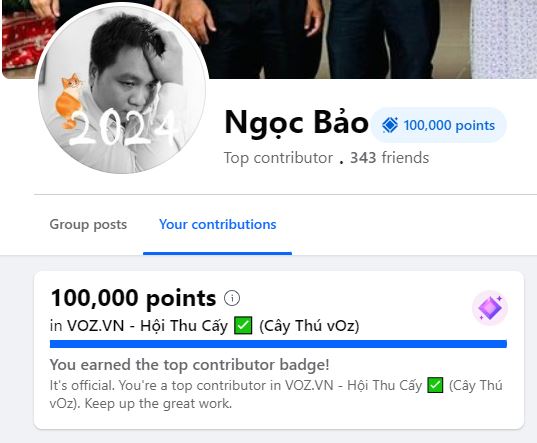 2024
Ngọc Bảo
100,000 points
Top contributor . 343 friends
Group posts
Your contributions
100,000 points
in VOZ.VN - Hội Thu Cấy ✅ (Cây Thú vOz)
You earned the top contributor badge!
It's official. You're a top contributor in VOZ.VN - Hội Thu Cấy ✅ (Cây Thú
vOz). Keep up the great work.